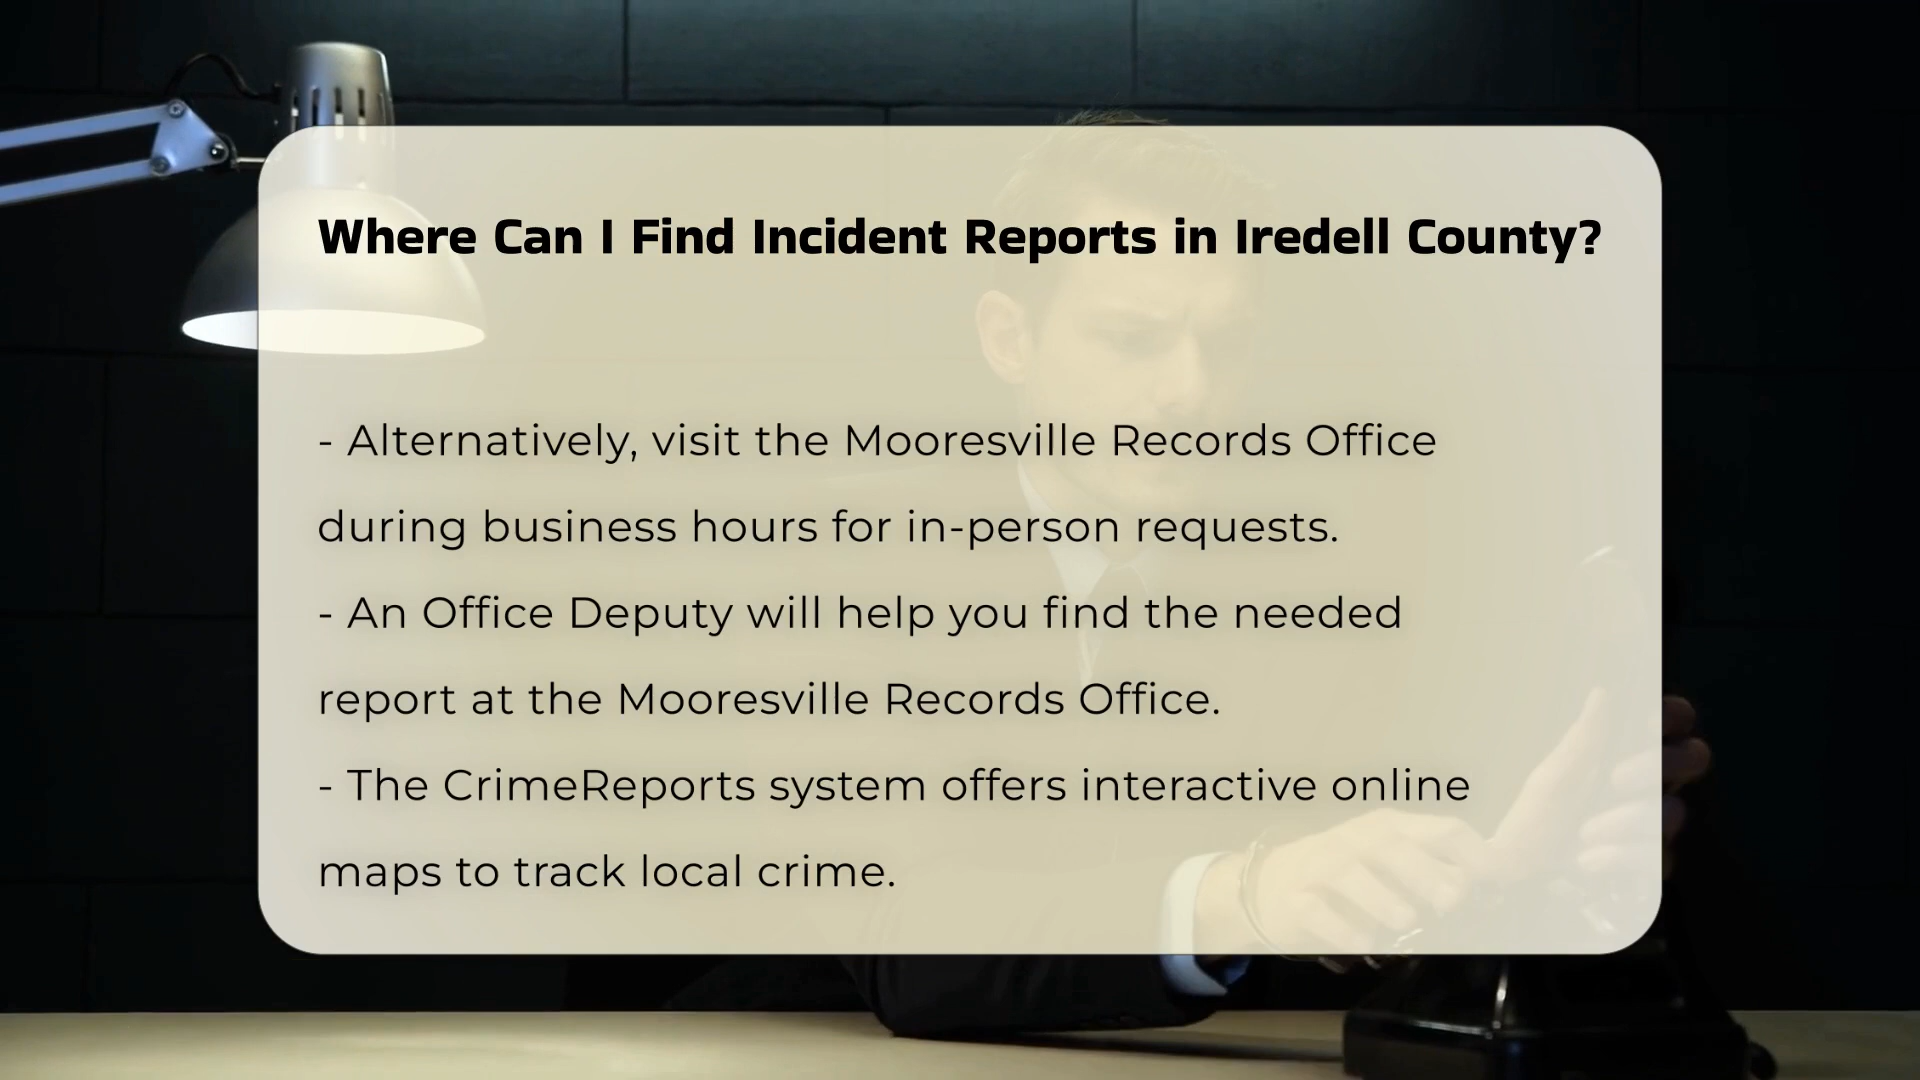 Where Can I Find Incident Reports in Iredell County?
- Alternatively, visit the Mooresville Records Office
during business hours for in-person requests.
- An Office Deputy will help you find the needed
report at the Mooresville Records Office.
- The CrimeReports system offers interactive online
maps to track local crime.